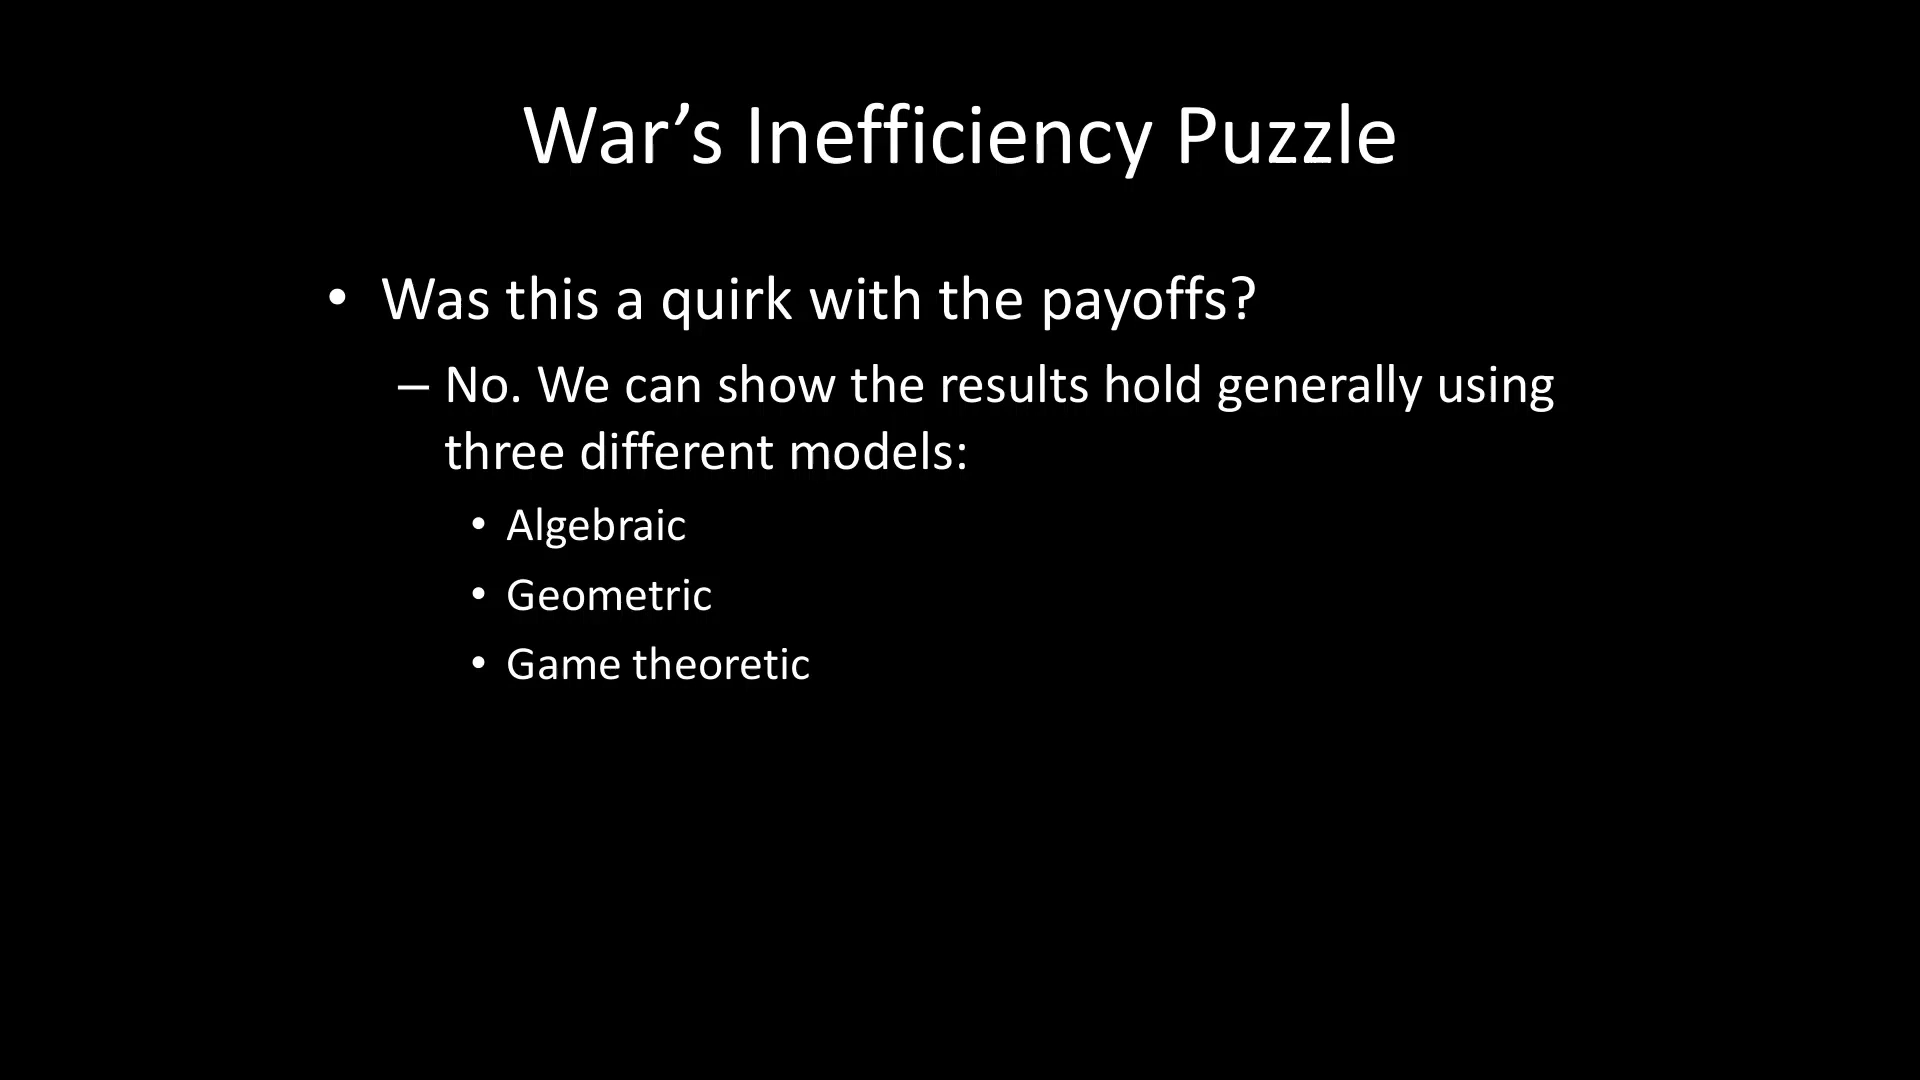 War’s Inefficiency Puzzle
• Was this a quirk with the payoffs?
– No. We can show the results hold generally using
three different models:
• Algebraic
• Geometric
• Game theoretic